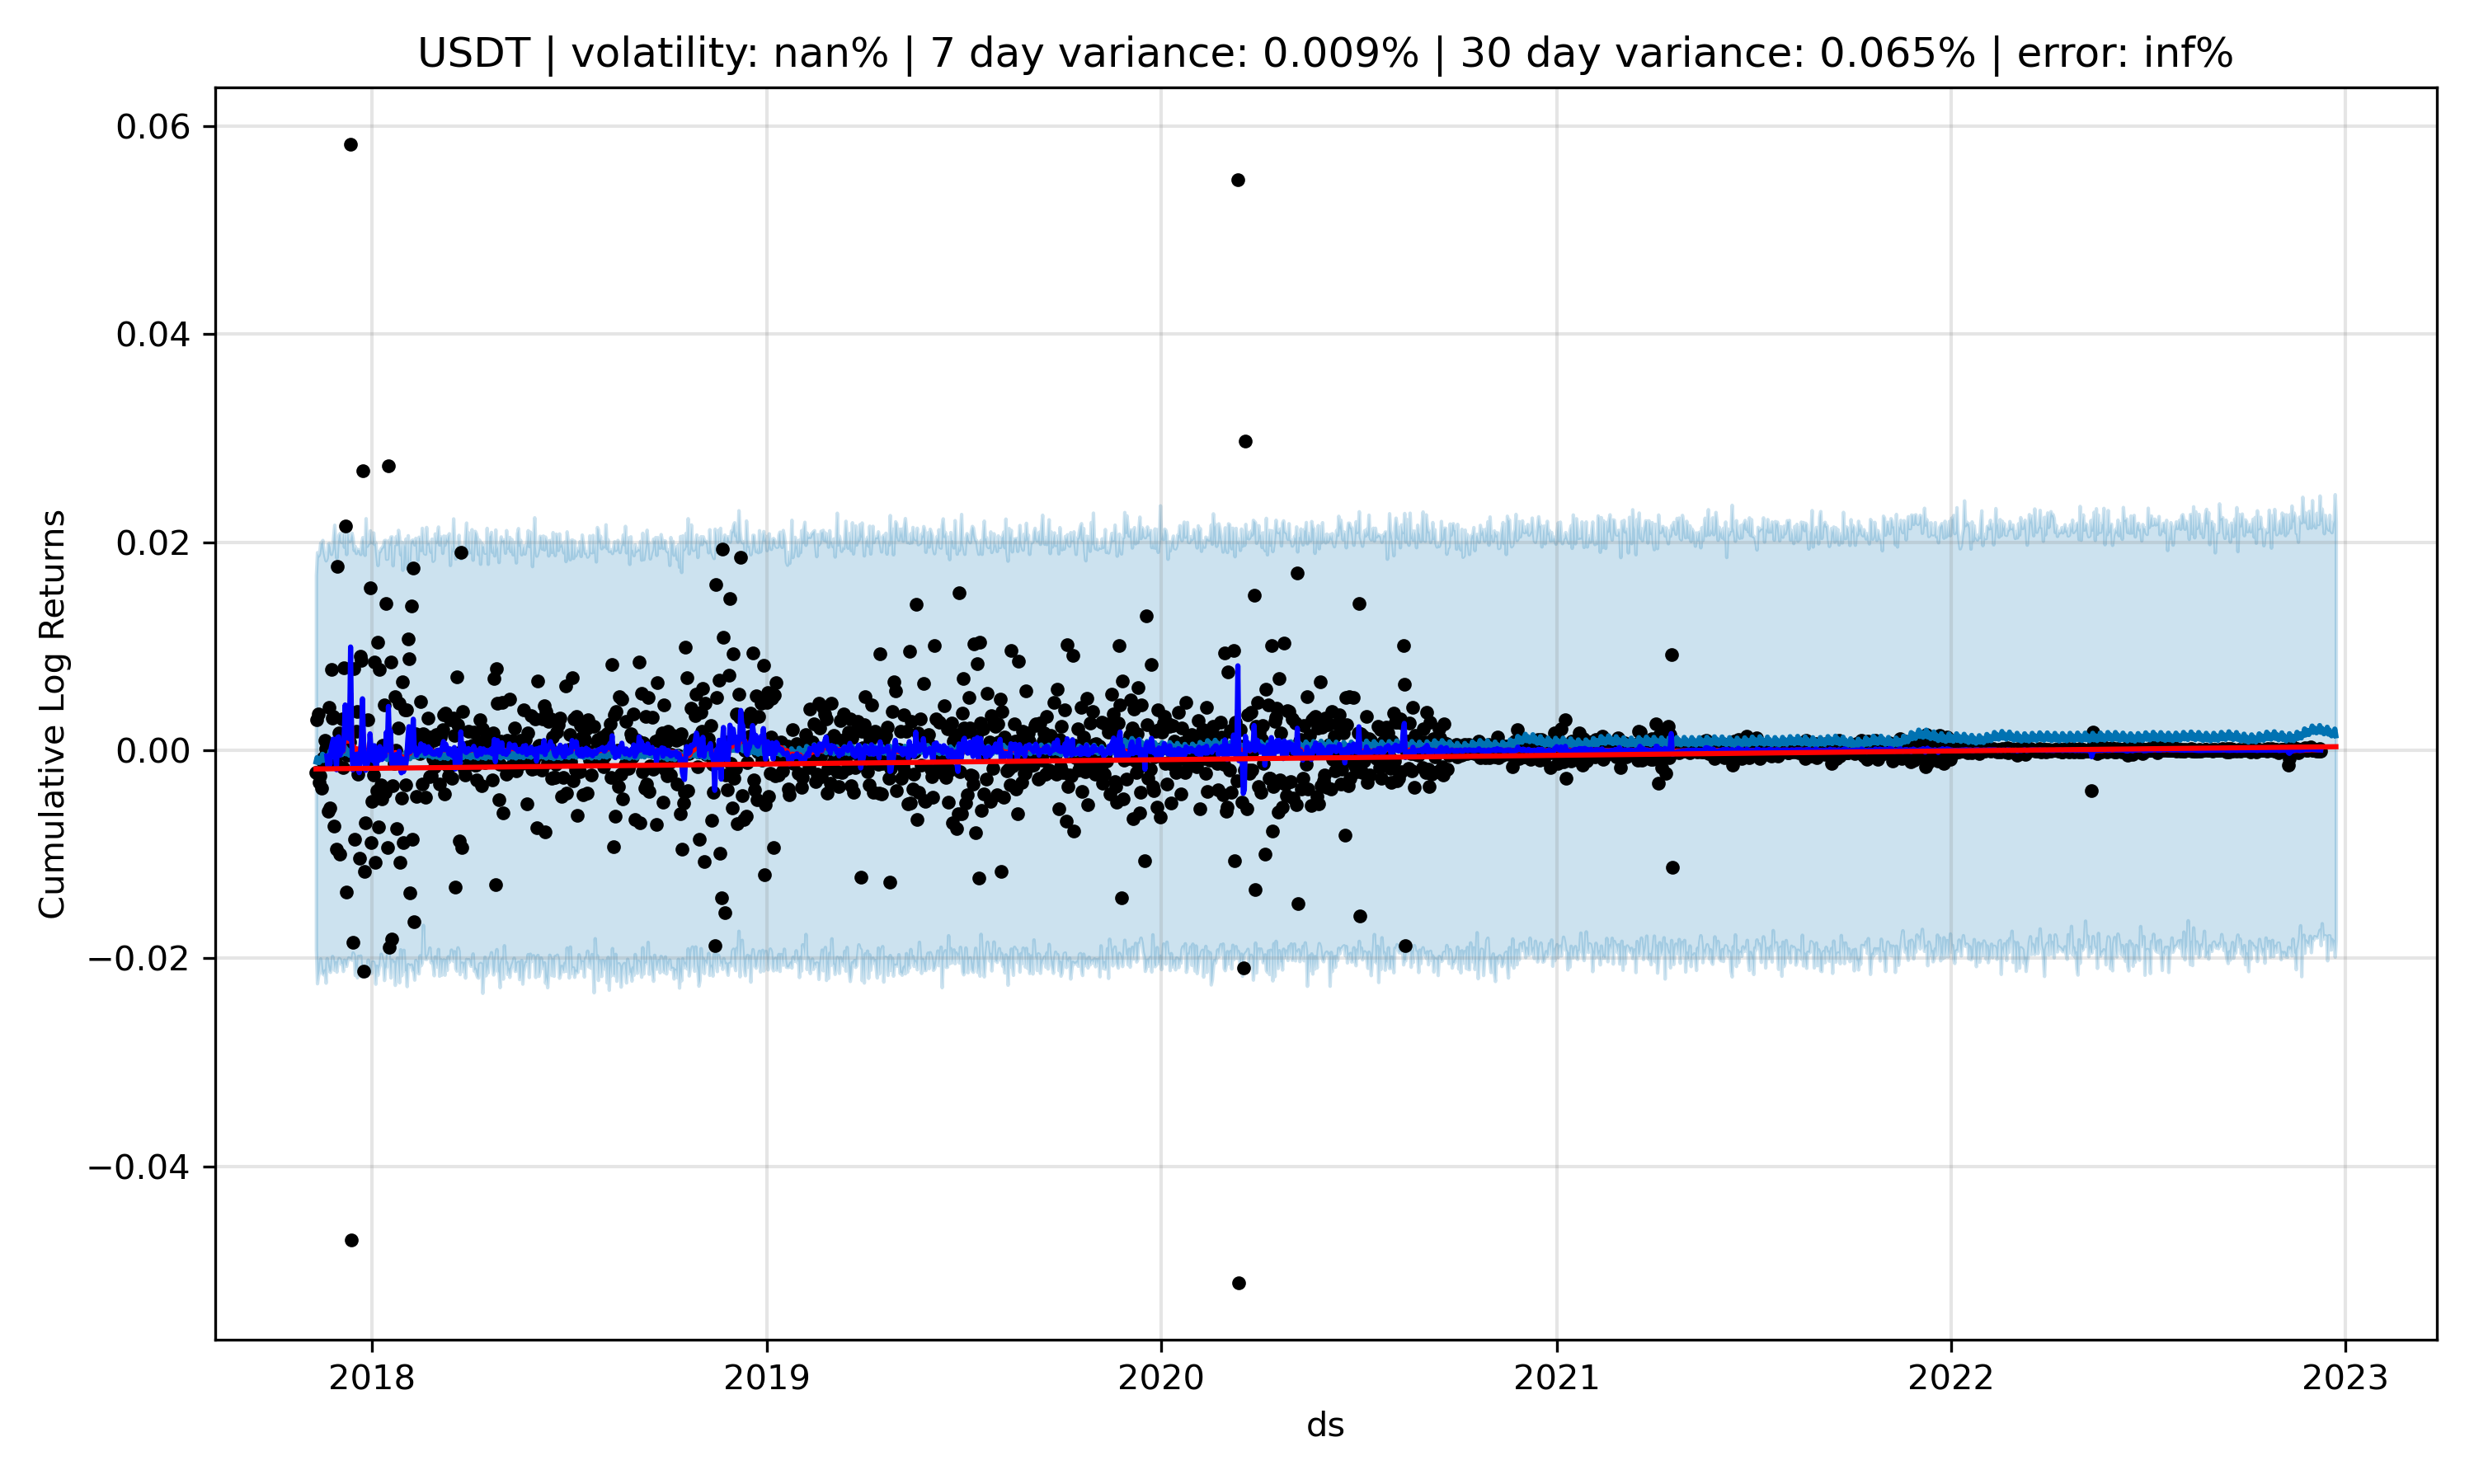 USDT | volatility: nan% | 7 day variance: 0.009% | 30 day variance: 0.065% | error: inf%
0.06
0.04
0.02
0.00
−0.02
−0.04
Cumulative Log Returns
2018 2019 2020 2021 2022 2023
ds